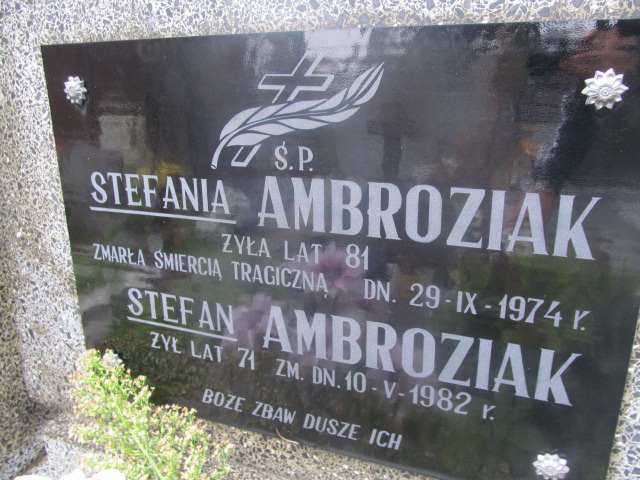 Ś.P.
STEFANIA AMBROZIAK
ŻYŁA LAT 81
ZMARŁA ŚMIERCIĄ TRAGICZNĄ DN. 29-IX-1974 r.
STEFAN AMBROZIAK
ŻYŁ LAT 71 ZM. DN. 10-V-1982 r.
BOŻE ZBAW DUSZE ICH